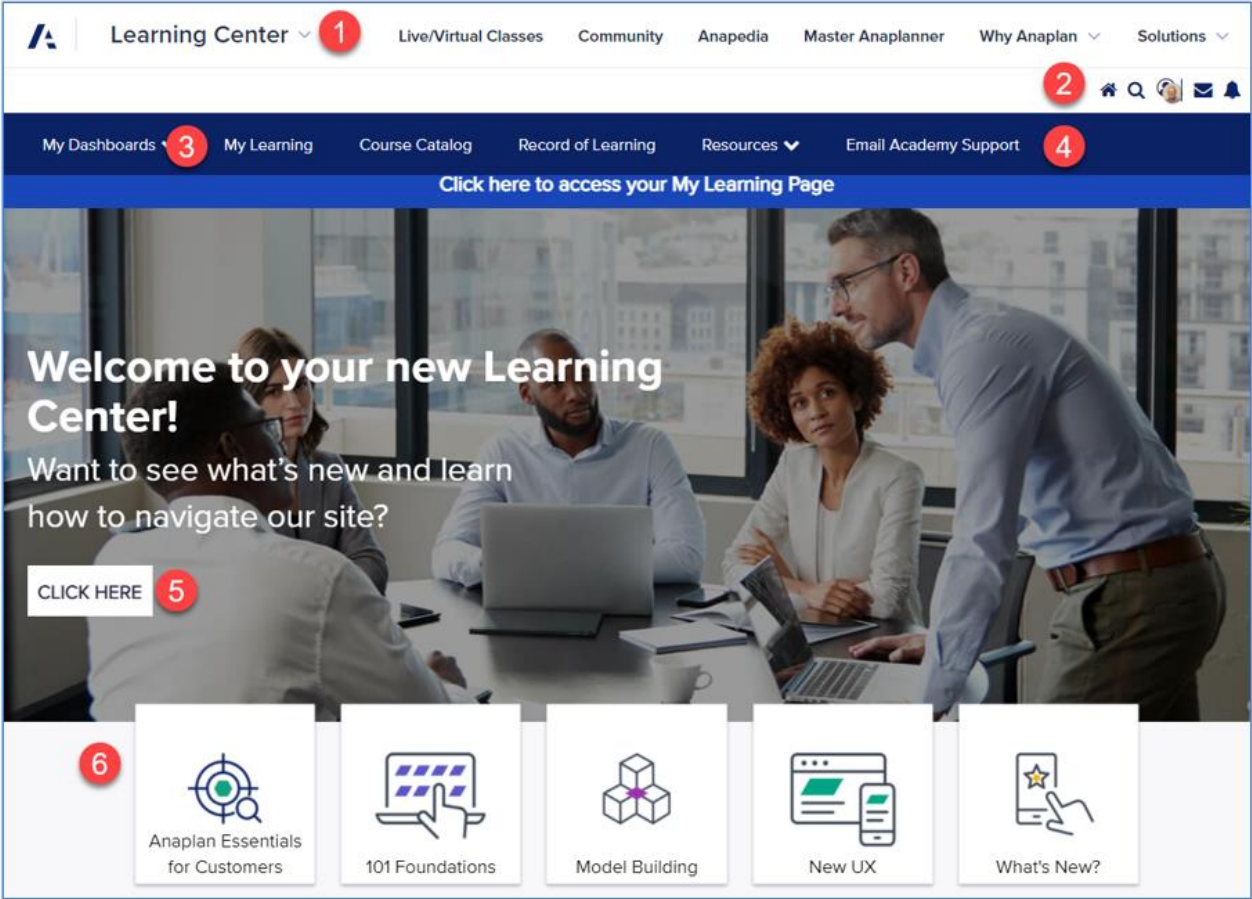 Learning Center 1 Live/Virtual Classes Community Anapedia Master Anaplanner Why Anaplan Solutions
2
My Dashboards 3 My Learning Course Catalog Record of Learning Resources Email Academy Support 4
Click here to access your My Learning Page
Welcome to your new Learning
Center!
Want to see what's new and learn
how to navigate our site?
CLICK HERE 5
6
Anaplan Essentials
for Customers
101 Foundations
Model Building
New UX
What's New?